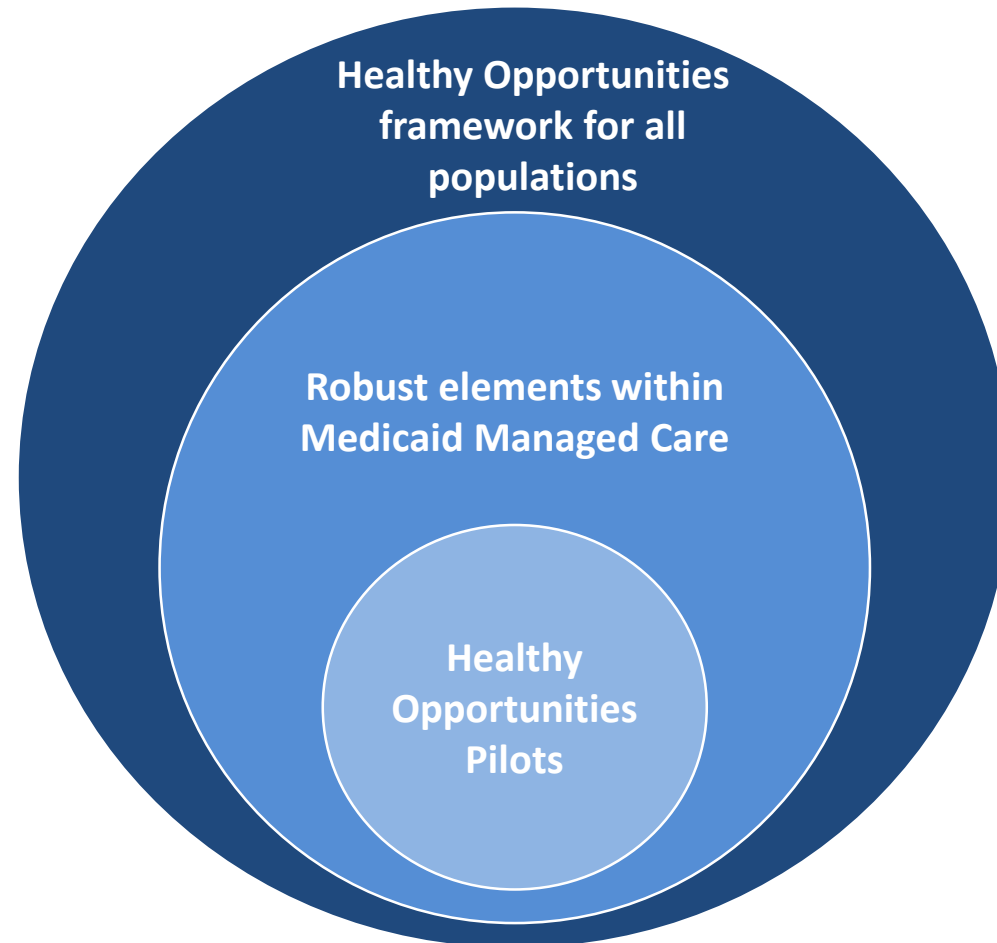 Healthy Opportunities
framework for all
populations
Robust elements within
Medicaid Managed Care
Healthy
Opportunities
Pilots